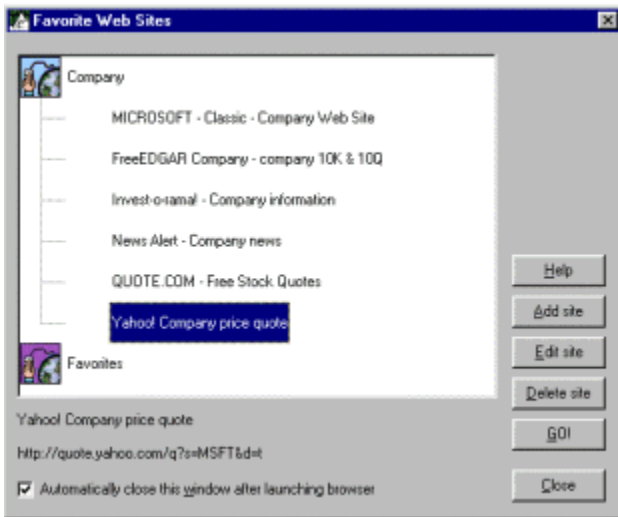 Favorite Web Sites
Company
MICROSOFT - Classic - Company Web Site
FreeEDGAR Company - company 10K & 10Q
Invest-o-rama! - Company information
News Alert - Company news
QUOTE.COM - Free Stock Quotes
Yahoo! Company price quote
Favorites
Help
Add site
Edit site
Delete site
GO!
Close
Yahoo! Company price quote
http://quote.yahoo.com/q?s=MSFT&d=t
Automatically close this window after launching browser